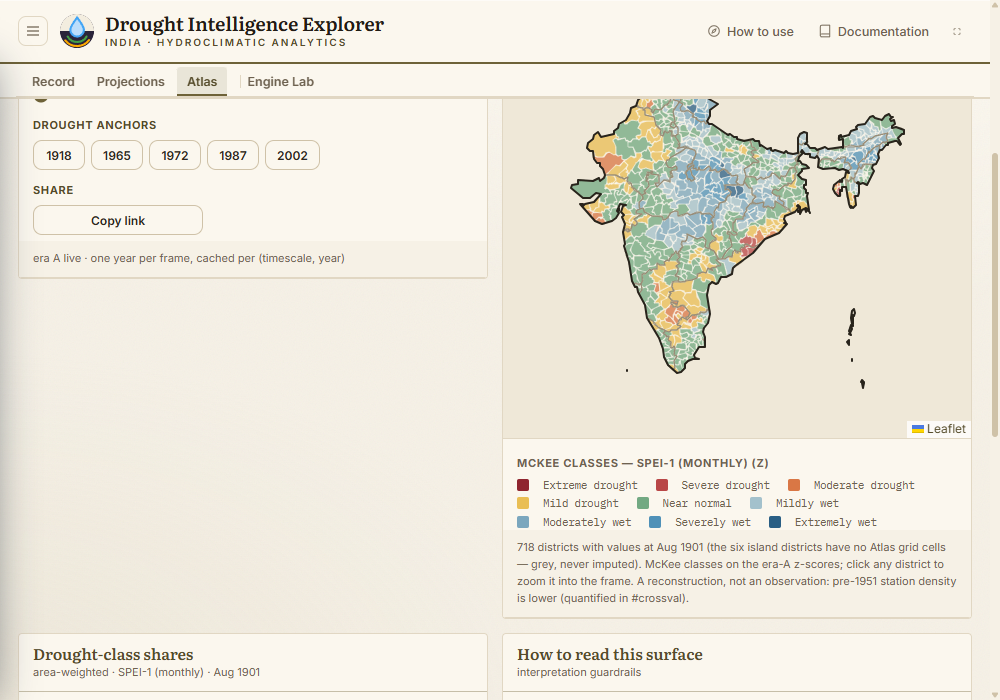 Drought Intelligence Explorer
INDIA · HYDROCLIMATIC ANALYTICS
How to use
Documentation
Record
Projections
Atlas
Engine Lab
DROUGHT ANCHORS
1918
1965
1972
1987
2002
SHARE
Copy link
era A live · one year per frame, cached per (timescale, year)
Leaflet
MCKEE CLASSES — SPEI-1 (MONTHLY) (Z)
Extreme drought
Severe drought
Moderate drought
Mild drought
Near normal
Mildly wet
Moderately wet
Severely wet
Extremely wet
718 districts with values at Aug 1901 (the six island districts have no Atlas grid cells
— grey, never imputed). McKee classes on the era-A z-scores; click any district to
zoom it into the frame. A reconstruction, not an observation: pre-1951 station density
is lower (quantified in #crossval).
Drought-class shares
area-weighted · SPEI-1 (monthly) · Aug 1901
How to read this surface
interpretation guardrails